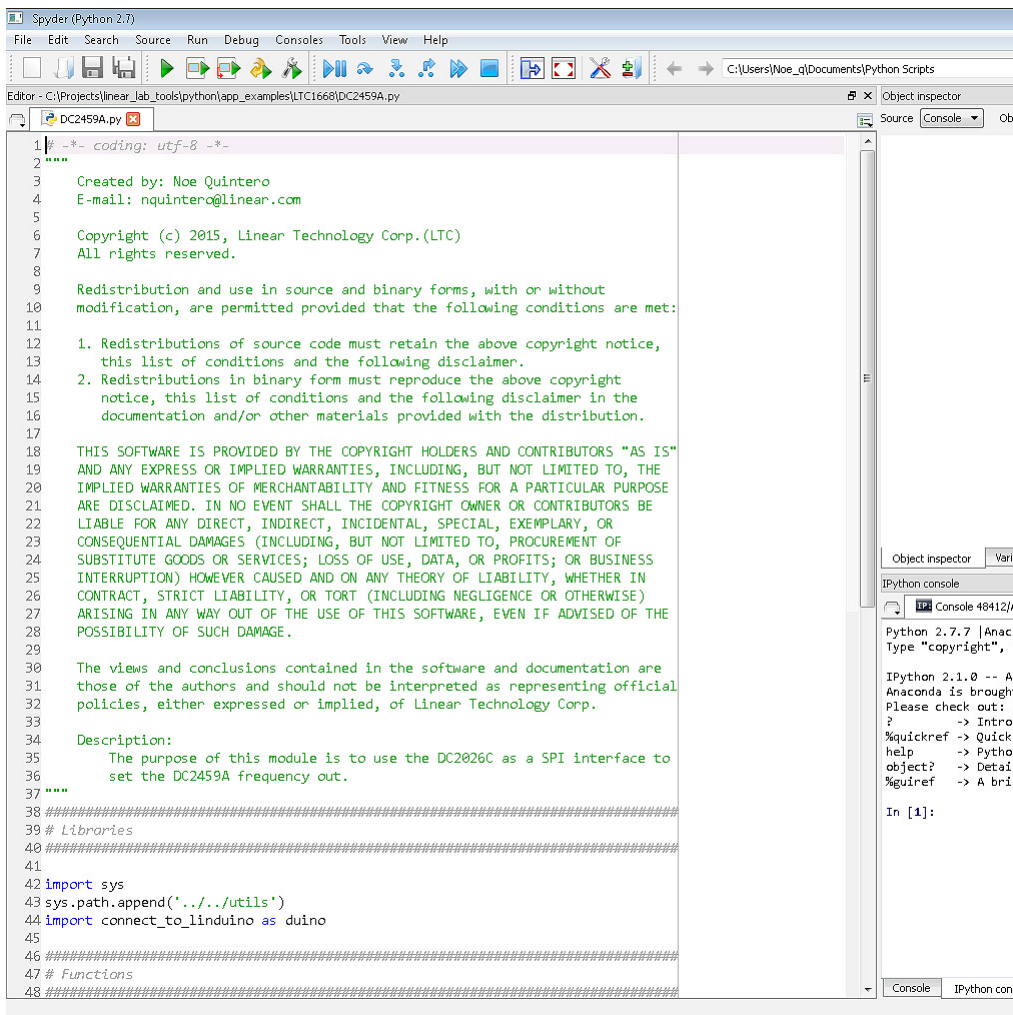 Spyder (Python 2.7)
File Edit Search Source Run Debug Consoles Tools View Help
C:\Users\Noe_q\Documents\Python Scripts
Editor - C:\Projects\linear_lab_tools\python\app_examples\LTC1668\DC2459A.py
DC2459A.py
1 # -*- coding: utf-8 -*-
2 """
3 Created by: Noe Quintero
4 E-mail: nquintero@linear.com
5
6 Copyright (c) 2015, Linear Technology Corp.(LTC)
7 All rights reserved.
8
9 Redistribution and use in source and binary forms, with or without
10 modification, are permitted provided that the following conditions are met:
11
12 1. Redistributions of source code must retain the above copyright notice,
13 this list of conditions and the following disclaimer.
14 2. Redistributions in binary form must reproduce the above copyright
15 notice, this list of conditions and the following disclaimer in the
16 documentation and/or other materials provided with the distribution.
17
18 THIS SOFTWARE IS PROVIDED BY THE COPYRIGHT HOLDERS AND CONTRIBUTORS "AS IS"
19 AND ANY EXPRESS OR IMPLIED WARRANTIES, INCLUDING, BUT NOT LIMITED TO, THE
20 IMPLIED WARRANTIES OF MERCHANTABILITY AND FITNESS FOR A PARTICULAR PURPOSE
21 ARE DISCLAIMED. IN NO EVENT SHALL THE COPYRIGHT OWNER OR CONTRIBUTORS BE
22 LIABLE FOR ANY DIRECT, INDIRECT, INCIDENTAL, SPECIAL, EXEMPLARY, OR
23 CONSEQUENTIAL DAMAGES (INCLUDING, BUT NOT LIMITED TO, PROCUREMENT OF
24 SUBSTITUTE GOODS OR SERVICES; LOSS OF USE, DATA, OR PROFITS; OR BUSINESS
25 INTERRUPTION) HOWEVER CAUSED AND ON ANY THEORY OF LIABILITY, WHETHER IN
26 CONTRACT, STRICT LIABILITY, OR TORT (INCLUDING NEGLIGENCE OR OTHERWISE)
27 ARISING IN ANY WAY OUT OF THE USE OF THIS SOFTWARE, EVEN IF ADVISED OF THE
28 POSSIBILITY OF SUCH DAMAGE.
29
30 The views and conclusions contained in the software and documentation are
31 those of the authors and should not be interpreted as representing official
32 policies, either expressed or implied, of Linear Technology Corp.
33
34 Description:
35 The purpose of this module is to use the DC2026C as a SPI interface to
36 set the DC2459A frequency out.
37 """
38 ###############################################################################
39 # Libraries
40 ###############################################################################
41
42 import sys
43 sys.path.append('../../utils')
44 import connect_to_linduino as duino
45
46 ###############################################################################
47 # Functions
48 ###############################################################################
Object inspector
Source Console Ob
Object inspector Vari
IPython console
IP: Console 48412/A
Python 2.7.7 |Anac
Type "copyright",
IPython 2.1.0 -- A
Anaconda is brough
Please check out:
? -> Intro
%quickref -> Quick
help -> Pytho
object? -> Detai
%guiref -> A bri
In [1]:
Console IPython con